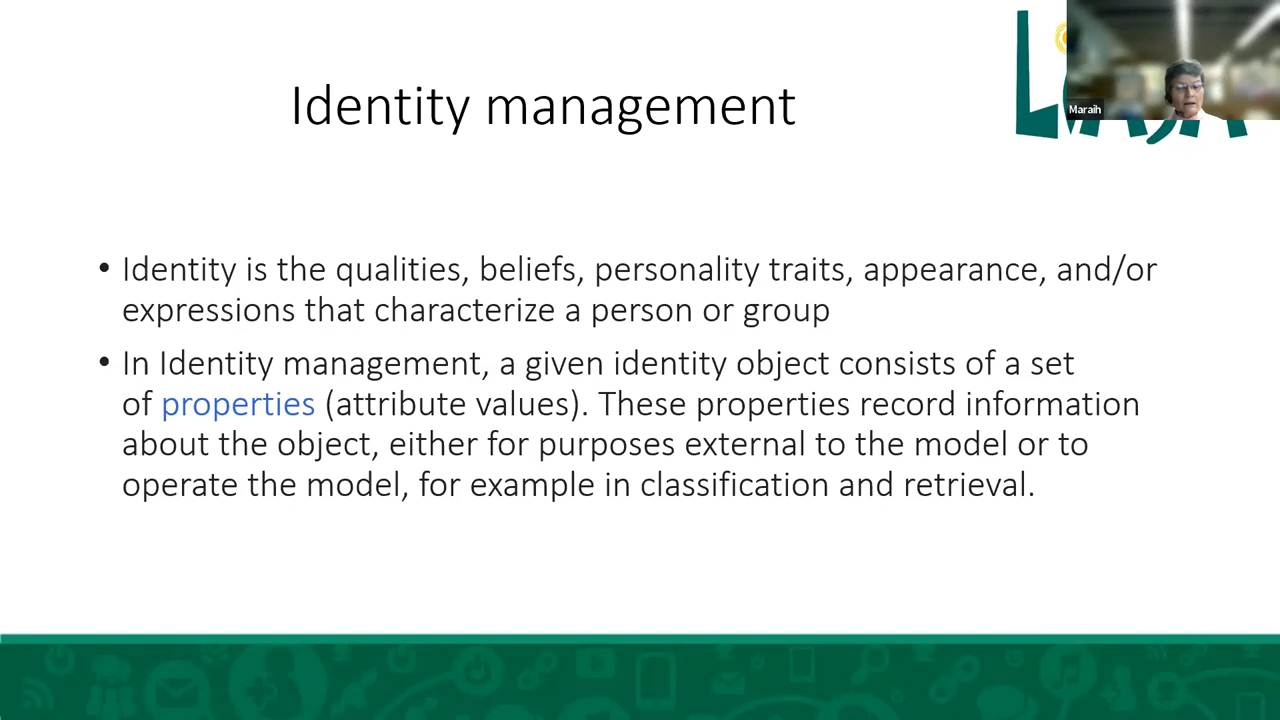 Identity management
Maraih
• Identity is the qualities, beliefs, personality traits, appearance, and/or
expressions that characterize a person or group
• In Identity management, a given identity object consists of a set
of properties (attribute values). These properties record information
about the object, either for purposes external to the model or to
operate the model, for example in classification and retrieval.